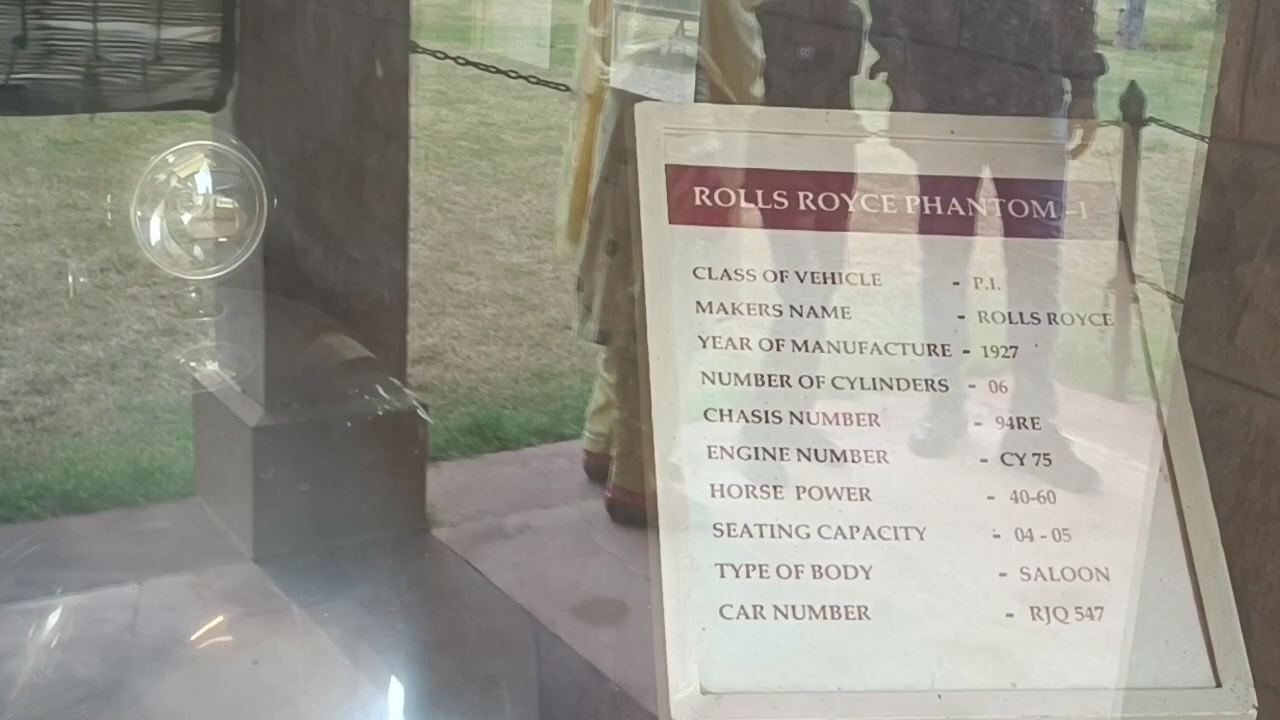 ROLLS ROYCE PHANTOM -I
CLASS OF VEHICLE - P.I.
MAKERS NAME - ROLLS ROYCE
YEAR OF MANUFACTURE - 1927
NUMBER OF CYLINDERS - 06
CHASIS NUMBER - 94RE
ENGINE NUMBER - CY 75
HORSE POWER - 40-60
SEATING CAPACITY - 04 - 05
TYPE OF BODY - SALOON
CAR NUMBER - RJQ 547